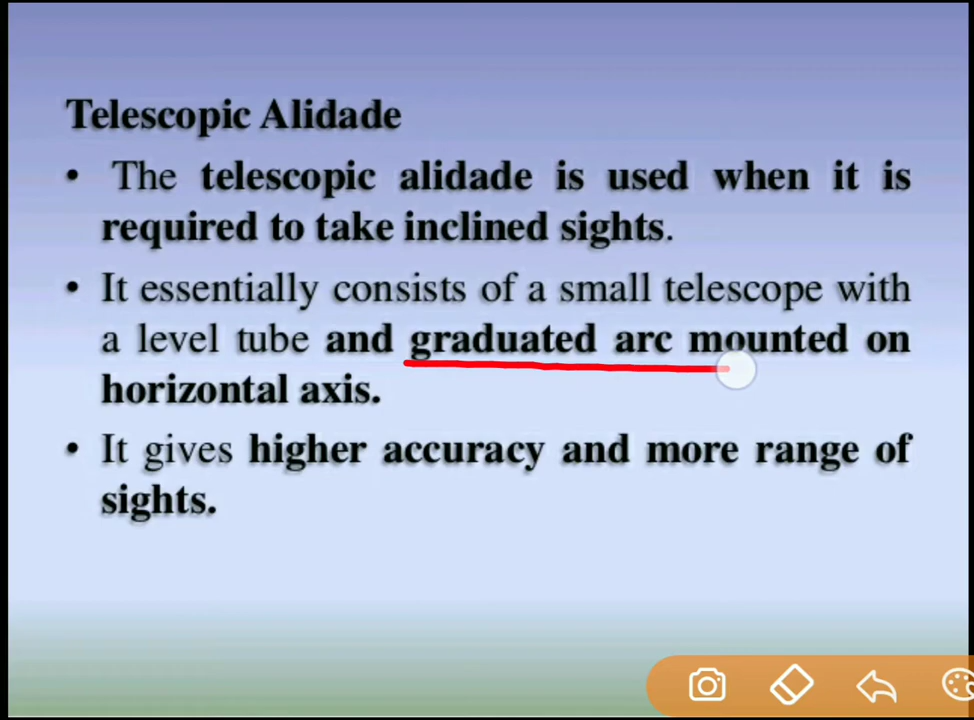 Telescopic Alidade
• The telescopic alidade is used when it is
required to take inclined sights.
• It essentially consists of a small telescope with
a level tube and graduated arc mounted on
horizontal axis.
• It gives higher accuracy and more range of
sights.